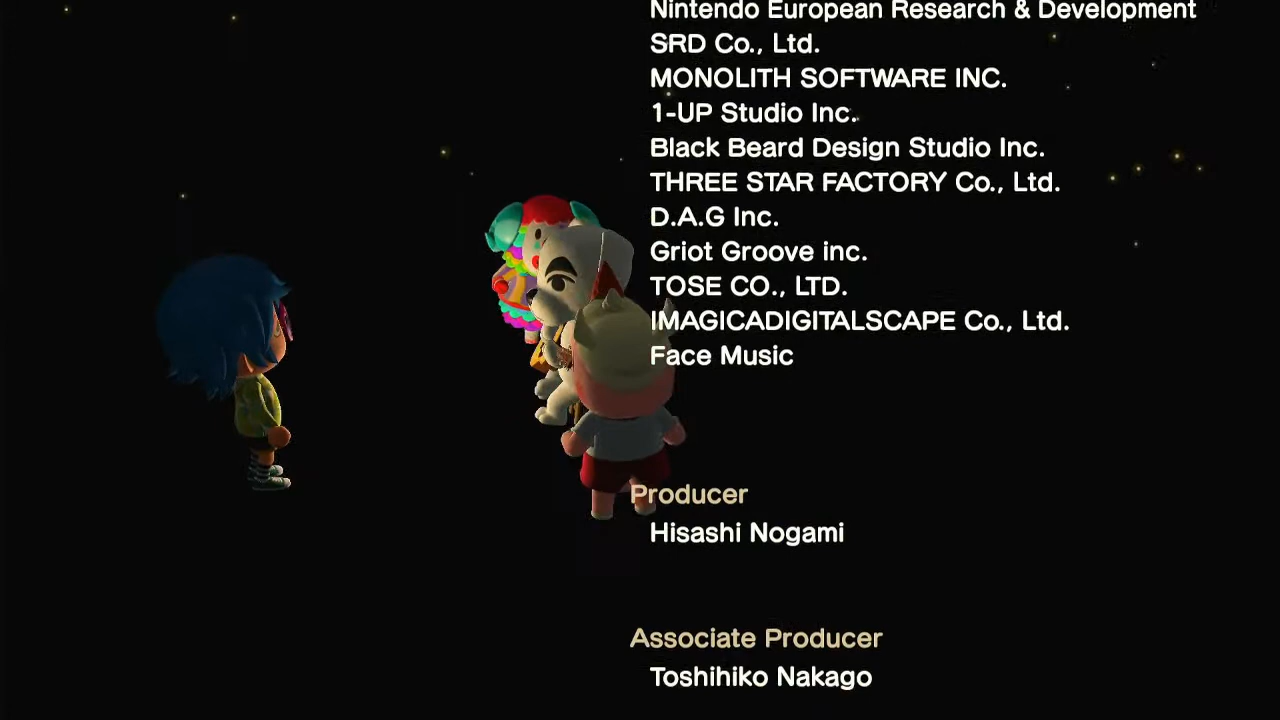 Nintendo European Research & Development
SRD Co., Ltd.
MONOLITH SOFTWARE INC.
1-UP Studio Inc.
Black Beard Design Studio Inc.
THREE STAR FACTORY Co., Ltd.
D.A.G Inc.
Griot Groove inc.
TOSE CO., LTD.
IMAGICADIGITALSCAPE Co., Ltd.
Face Music
Producer
Hisashi Nogami
Associate Producer
Toshihiko Nakago